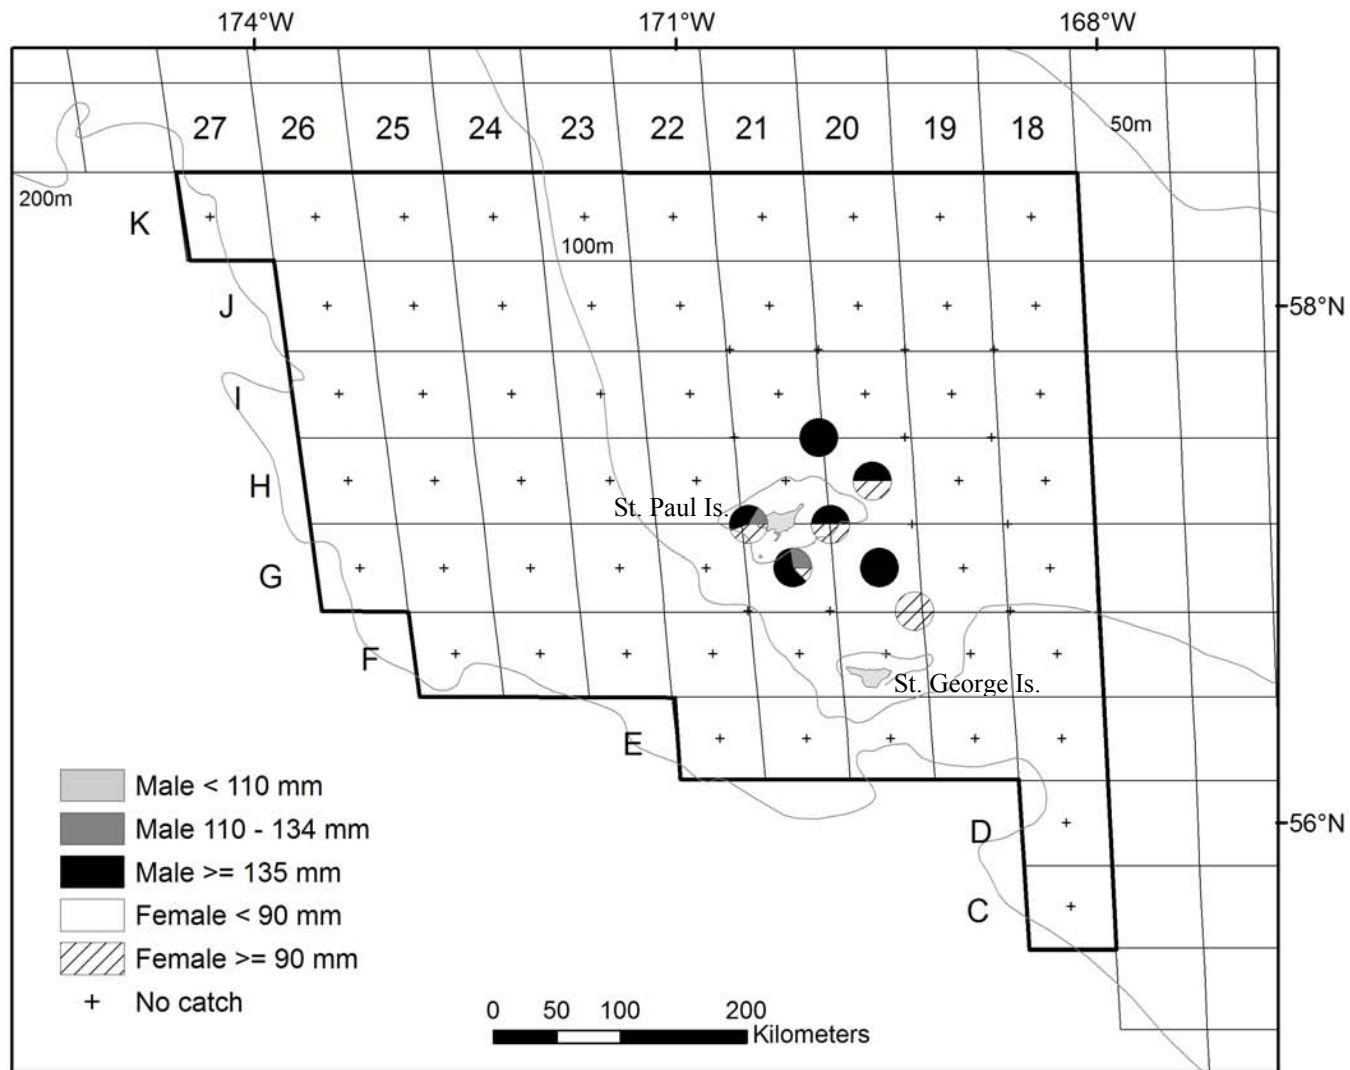 174°W 171°W 168°W
27 26 25 24 23 22 21 20 19 18
50m
200m
K
100m
J
58°N
I
H
St. Paul Is.
G
F
St. George Is.
E
Male < 110 mm
Male 110 - 134 mm
D
56°N
Male >= 135 mm
C
Female < 90 mm
Female >= 90 mm
+ No catch
0 50 100 200
Kilometers